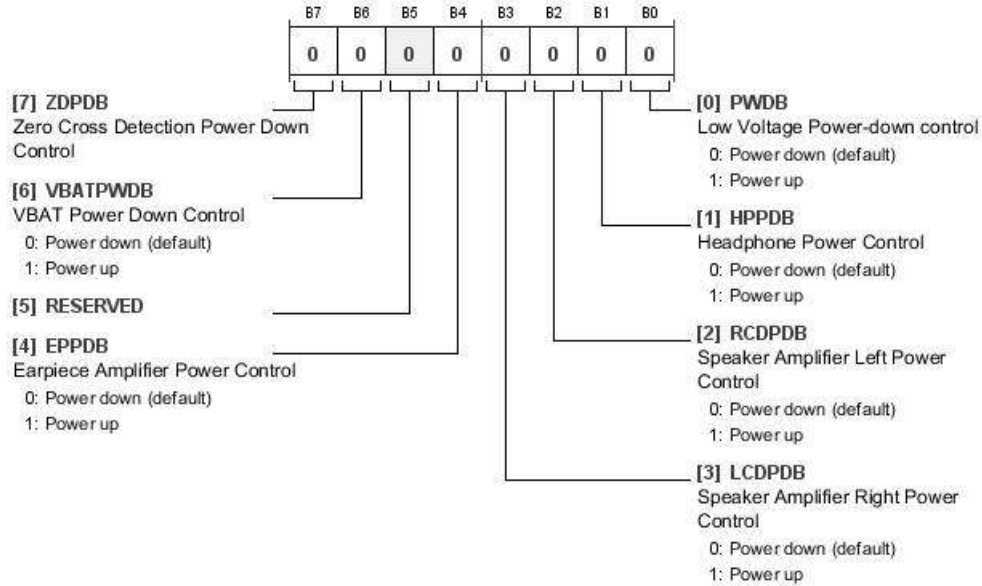 B7 B6 B5 B4 B3 B2 B1 B0
0 0 0 0 0 0 0 0
[7] ZDPDB
Zero Cross Detection Power Down
Control
[6] VBATPWDB
VBAT Power Down Control
0: Power down (default)
1: Power up
[5] RESERVED
[4] EPPDB
Earpiece Amplifier Power Control
0: Power down (default)
1: Power up
[0] PWDB
Low Voltage Power-down control
0: Power down (default)
1: Power up
[1] HPPDB
Headphone Power Control
0: Power down (default)
1: Power up
[2] RCDPDB
Speaker Amplifier Left Power
Control
0: Power down (default)
1: Power up
[3] LCDPDB
Speaker Amplifier Right Power
Control
0: Power down (default)
1: Power up